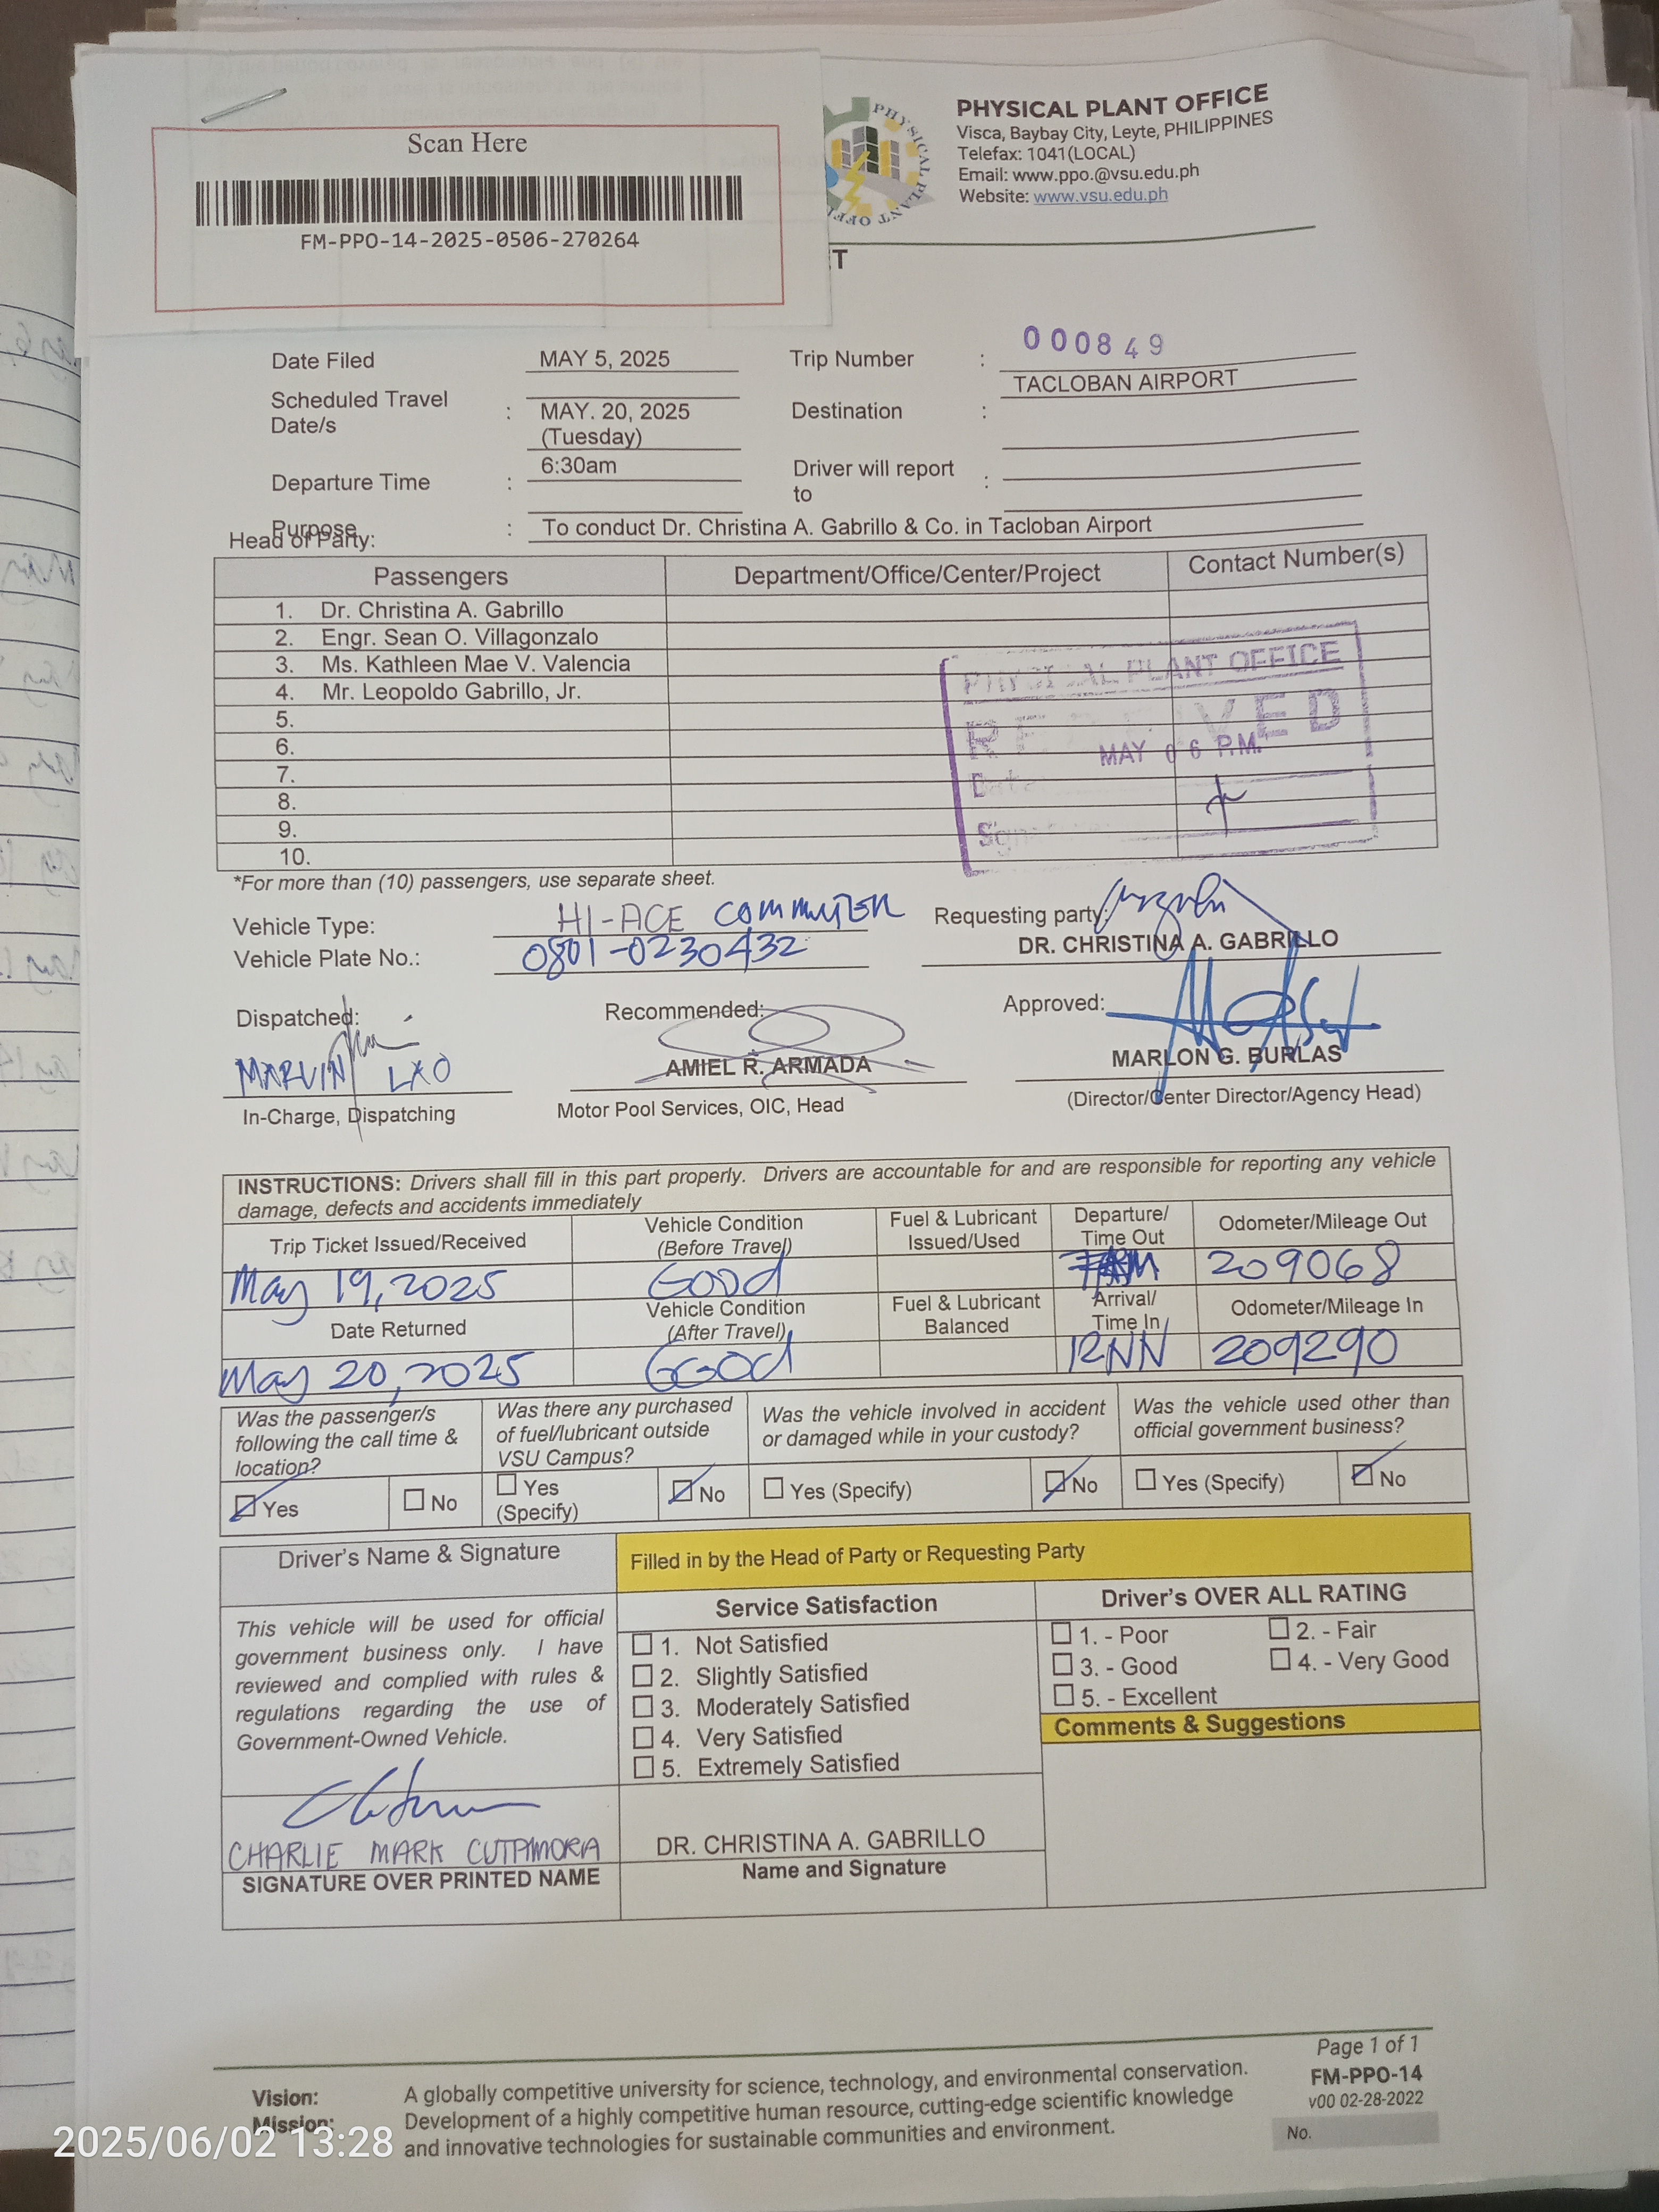 Scan Here
FM-PPO-14-2025-0506-270264
PHYSICAL PLANT OFFICE
Visca, Baybay City, Leyte, PHILIPPINES
Telefax: 1041(LOCAL)
Email: www.ppo.@vsu.edu.ph
Website: www.vsu.edu.ph
T
Date Filed MAY 5, 2025 Trip Number : 000849
Scheduled Travel Date/s : MAY. 20, 2025 (Tuesday) Destination : TACLOBAN AIRPORT
Departure Time : 6:30am Driver will report to :
Purpose : To conduct Dr. Christina A. Gabrillo & Co. in Tacloban Airport
Head of Party:
Passengers Department/Office/Center/Project Contact Number(s)
1. Dr. Christina A. Gabrillo
2. Engr. Sean O. Villagonzalo
3. Ms. Kathleen Mae V. Valencia
4. Mr. Leopoldo Gabrillo, Jr.
5.
6.
7.
8.
9.
10.
PHYSICAL PLANT OFFICE
RECEIVED
MAY 06 P.M.
Date
*For more than (10) passengers, use separate sheet.
Vehicle Type: HI-ACE COMMUTER
Vehicle Plate No.: 0801-0230432
Requesting party:
DR. CHRISTINA A. GABRILLO
Dispatched: Recommended: Approved:
MARVIN LAO AMIEL R. ARMADA MARLON G. BURLAS
In-Charge, Dispatching Motor Pool Services, OIC, Head (Director/Center Director/Agency Head)
INSTRUCTIONS: Drivers shall fill in this part properly. Drivers are accountable for and are responsible for reporting any vehicle
damage, defects and accidents immediately
Trip Ticket Issued/Received Vehicle Condition (Before Travel) Fuel & Lubricant Issued/Used Departure/ Time Out Odometer/Mileage Out
May 19, 2025 Good 209068
Date Returned Vehicle Condition (After Travel) Fuel & Lubricant Balanced Arrival/ Time In Odometer/Mileage In
May 20, 2025 Good 12NN 209290
Was the passenger/s following the call time & location? Was there any purchased of fuel/lubricant outside VSU Campus? Was the vehicle involved in accident or damaged while in your custody? Was the vehicle used other than official government business?
Yes No Yes (Specify) No Yes (Specify) No Yes (Specify) No
Driver's Name & Signature
This vehicle will be used for official
government business only. I have
reviewed and complied with rules &
regulations regarding the use of
Government-Owned Vehicle.
CHARLIE MARK CUTAMORA
SIGNATURE OVER PRINTED NAME
Filled in by the Head of Party or Requesting Party
Service Satisfaction
1. Not Satisfied
2. Slightly Satisfied
3. Moderately Satisfied
4. Very Satisfied
5. Extremely Satisfied
DR. CHRISTINA A. GABRILLO
Name and Signature
Driver's OVER ALL RATING
1. - Poor 2. - Fair
3. - Good 4. - Very Good
5. - Excellent
Comments & Suggestions
Page 1 of 1
FM-PPO-14
v00 02-28-2022
No.
Vision: A globally competitive university for science, technology, and environmental conservation.
Mission: Development of a highly competitive human resource, cutting-edge scientific knowledge
and innovative technologies for sustainable communities and environment.
2025/06/02 13:28